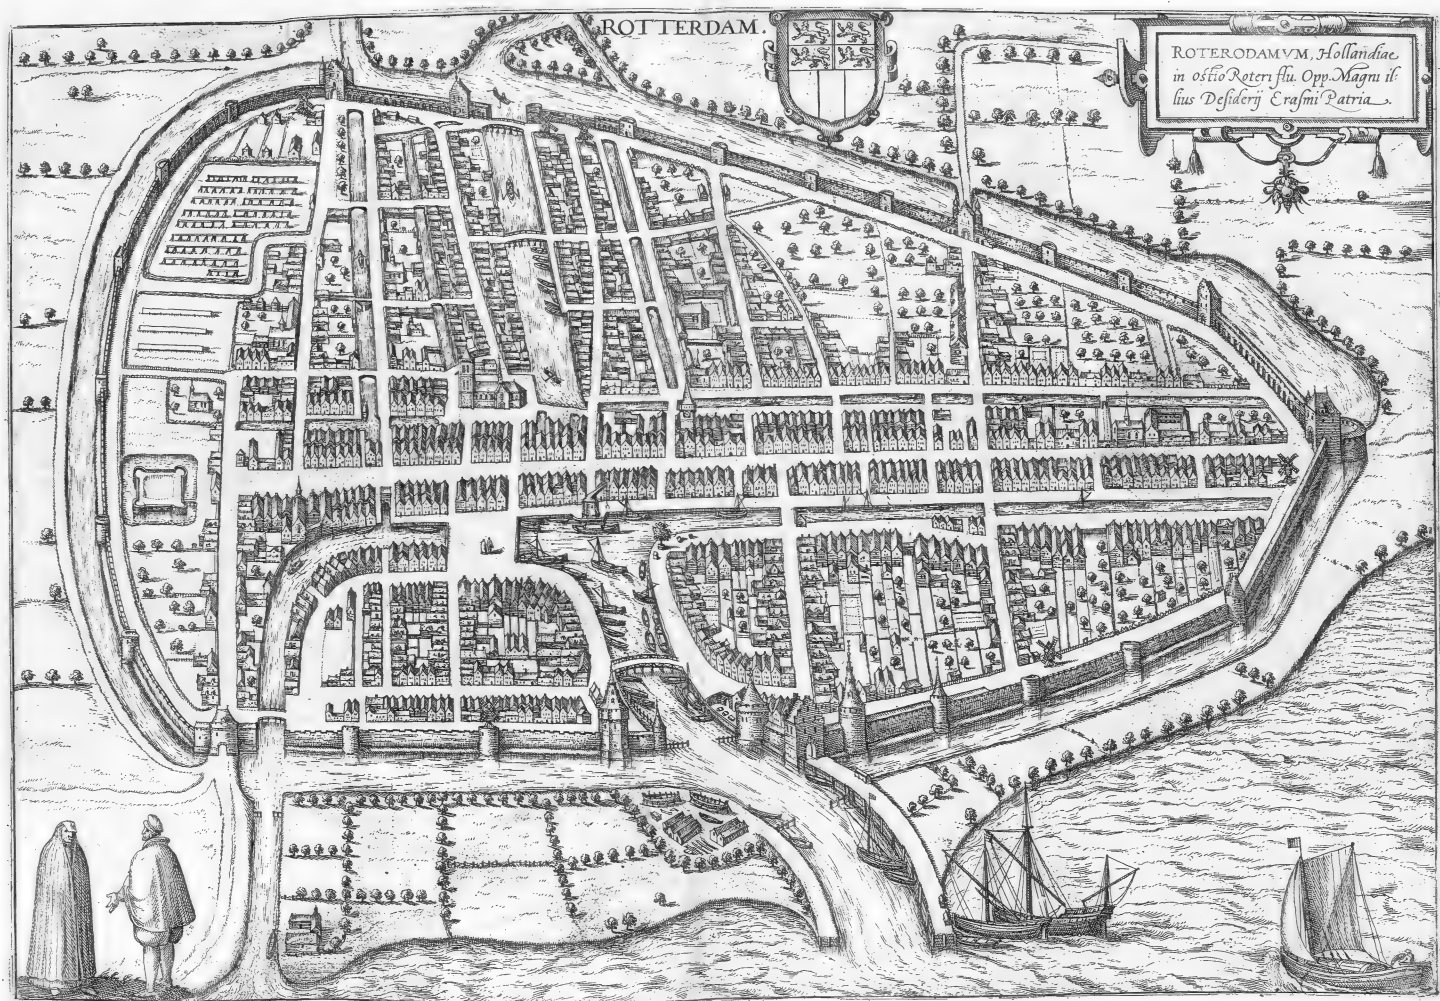 ROTTERDAM.
ROTERODAMVM, Hollandiae
in ostio Roteri flu. Opp. Magni il-
lius Desiderij Erasmi Patria.